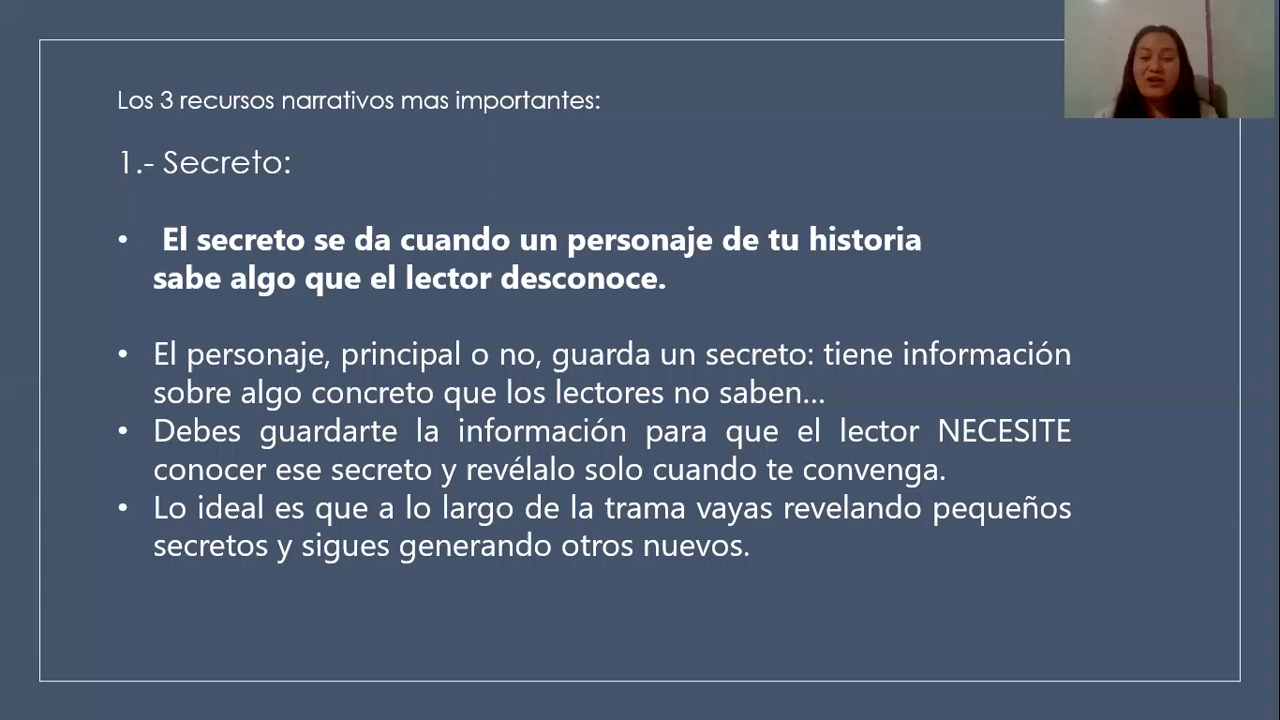 Los 3 recursos narrativos mas importantes:
1.- Secreto:
• El secreto se da cuando un personaje de tu historia
sabe algo que el lector desconoce.
• El personaje, principal o no, guarda un secreto: tiene información
sobre algo concreto que los lectores no saben...
• Debes guardarte la información para que el lector NECESITE
conocer ese secreto y revélalo solo cuando te convenga.
• Lo ideal es que a lo largo de la trama vayas revelando pequeños
secretos y sigues generando otros nuevos.